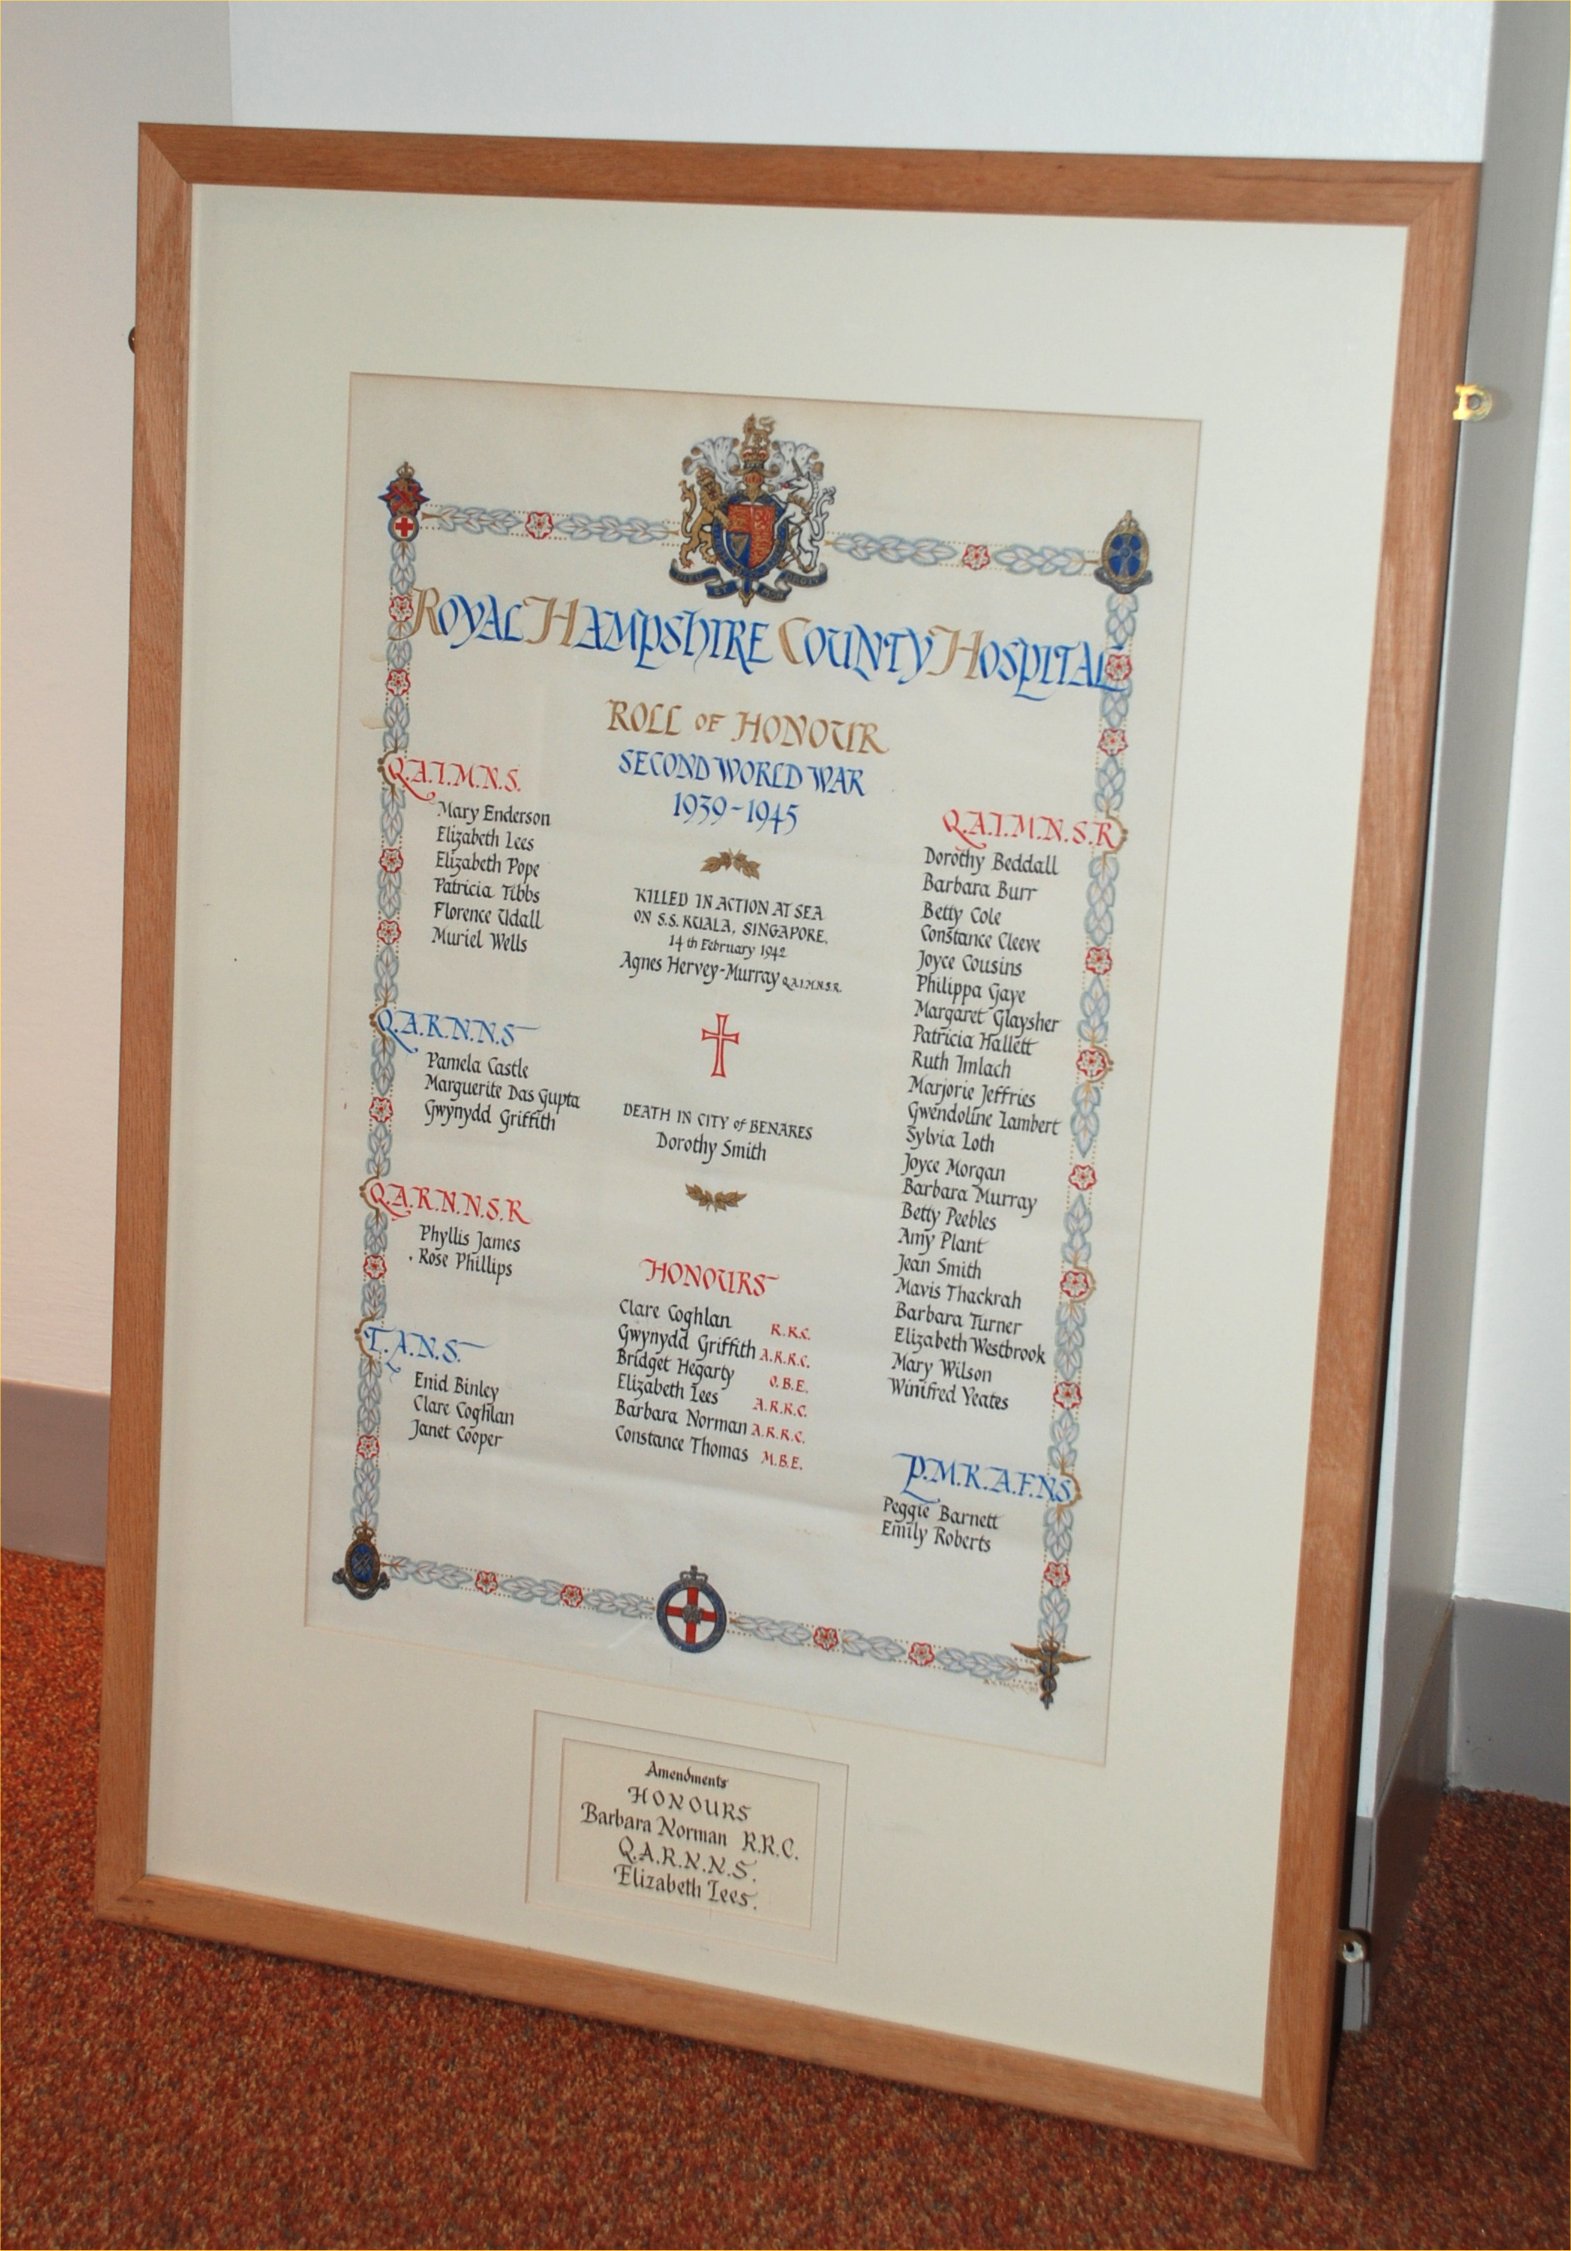 ROYAL HAMPSHIRE COUNTY HOSPITAL
ROLL OF HONOUR
SECOND WORLD WAR
1939-1945
Q.A.I.M.N.S.
Mary Enderson
Elizabeth Lees
Elizabeth Pope
Patricia Tibbs
Florence Udall
Muriel Wells
Q.A.R.N.N.S
Pamela Castle
Marguerite Das Gupta
Gwynydd Griffith
Q.A.R.N.N.S.R
Phyllis James
Rose Phillips
T.A.N.S.
Enid Binley
Clare Coghlan
Janet Cooper
KILLED IN ACTION AT SEA
ON S.S. KUALA, SINGAPORE.
14th February 1942
Agnes Hervey-Murray Q.A.I.M.N.S.R.
DEATH IN CITY of BENARES
Dorothy Smith
HONOURS
Clare Coghlan R.R.C.
Gwynydd Griffith A.R.R.C.
Bridget Hegarty O.B.E.
Elizabeth Lees A.R.R.C.
Barbara Norman A.R.R.C.
Constance Thomas M.B.E.
Q.A.I.M.N.S.R
Dorothy Beddall
Barbara Burr
Betty Cole
Constance Cleeve
Joyce Cousins
Philippa Gaye
Margaret Glaysher
Patricia Hallett
Ruth Imlach
Marjorie Jeffries
Gwendoline Lambert
Sylvia Loth
Joyce Morgan
Barbara Murray
Betty Peebles
Amy Plant
Jean Smith
Mavis Thackrah
Barbara Turner
Elizabeth Westbrook
Mary Wilson
Winifred Yeates
P.M.R.A.F.N.S
Peggie Barnett
Emily Roberts
Amendments
HONOURS
Barbara Norman R.R.C.
Q.A.R.N.N.S.
Elizabeth Lees.